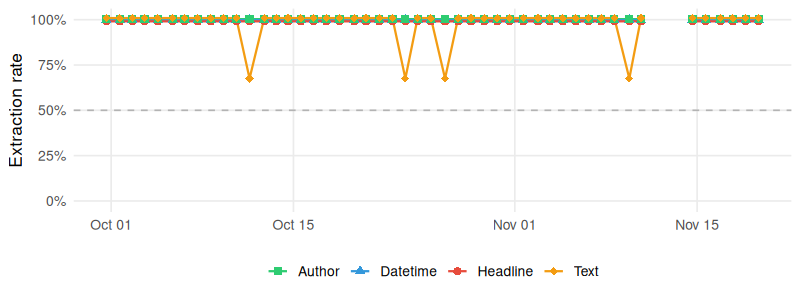 Extraction rate
100%
75%
50%
25%
0%
Oct 01 Oct 15 Nov 01 Nov 15
Author Datetime Headline Text